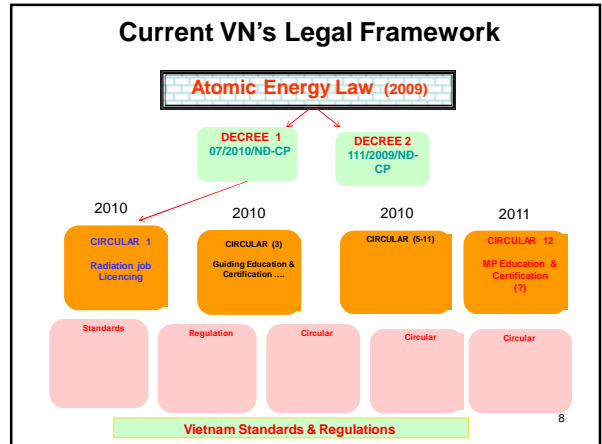 Current VN's Legal Framework
Atomic Energy Law (2009)
DECREE 1
07/2010/NĐ-CP
DECREE 2
111/2009/NĐ-
CP
2010
2010
2010
2011
CIRCULAR 1
Radiation job
Licencing
CIRCULAR (3)
Guiding Education &
Certification ....
CIRCULAR (5-11)
CIRCULAR 12
MP Education &
Certification
(?)
Standards
Regulation
Circular
Circular
Circular
Vietnam Standards & Regulations
8